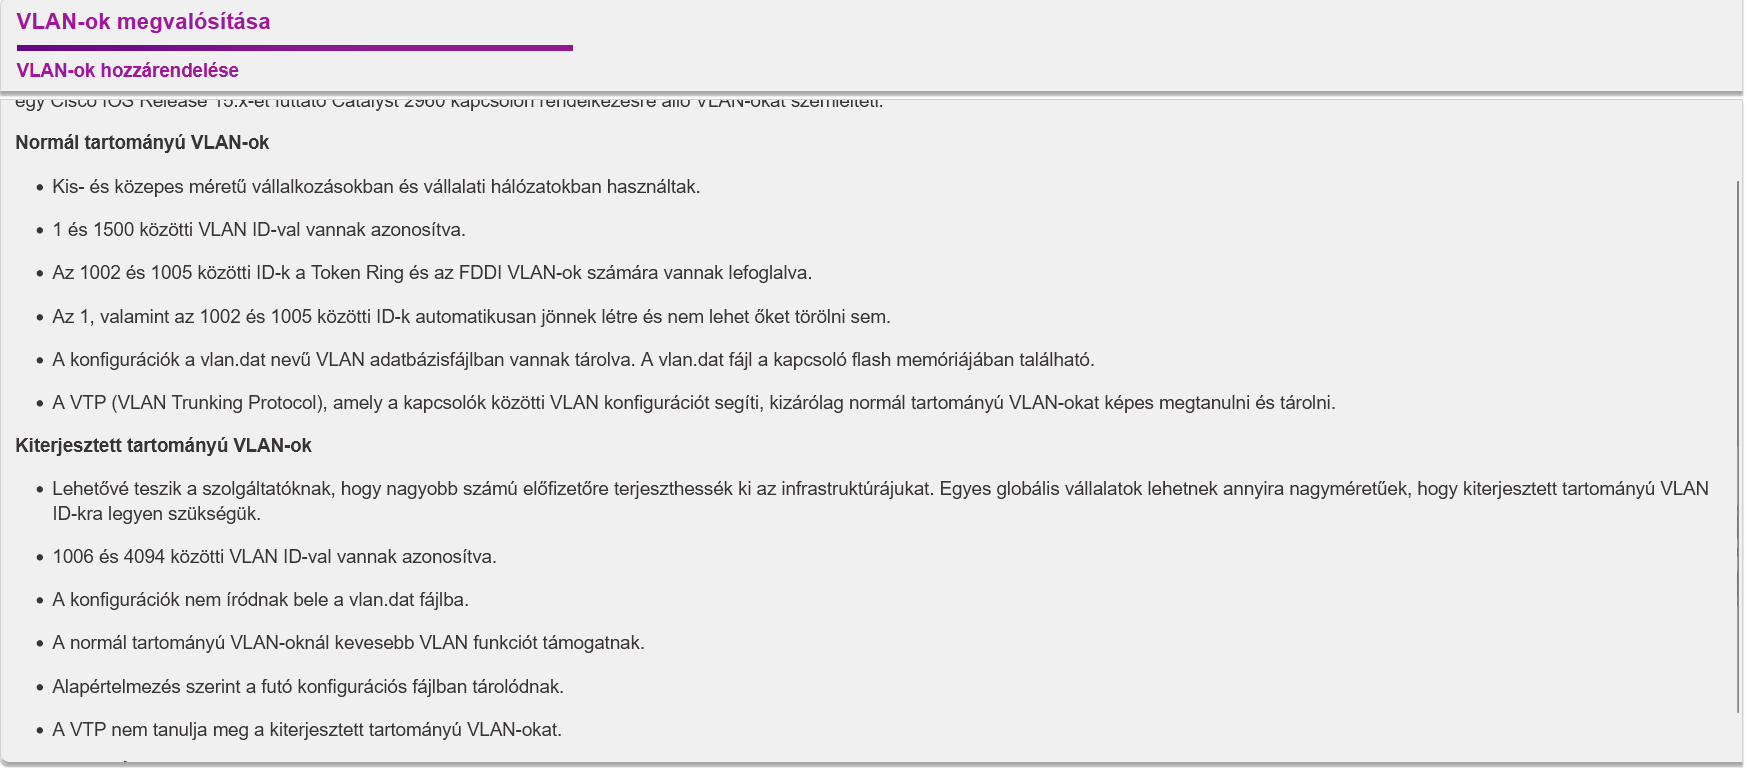 VLAN-ok megvalósítása
VLAN-ok hozzárendelése
egy Cisco IOS Release 15.x-et futtató Catalyst 2960 kapcsolón rendelkezésre álló VLAN-okat szemlélteti.
Normál tartományú VLAN-ok
• Kis- és közepes méretű vállalkozásokban és vállalati hálózatokban használtak.
• 1 és 1500 közötti VLAN ID-val vannak azonosítva.
• Az 1002 és 1005 közötti ID-k a Token Ring és az FDDI VLAN-ok számára vannak lefoglalva.
• Az 1, valamint az 1002 és 1005 közötti ID-k automatikusan jönnek létre és nem lehet őket törölni sem.
• A konfigurációk a vlan.dat nevű VLAN adatbázisfájlban vannak tárolva. A vlan.dat fájl a kapcsoló flash memóriájában található.
• A VTP (VLAN Trunking Protocol), amely a kapcsolók közötti VLAN konfigurációt segíti, kizárólag normál tartományú VLAN-okat képes megtanulni és tárolni.
Kiterjesztett tartományú VLAN-ok
• Lehetővé teszik a szolgáltatóknak, hogy nagyobb számú előfizetőre terjeszthessék ki az infrastruktúrájukat. Egyes globális vállalatok lehetnek annyira nagyméretűek, hogy kiterjesztett tartományú VLAN
ID-kra legyen szükségük.
• 1006 és 4094 közötti VLAN ID-val vannak azonosítva.
• A konfigurációk nem íródnak bele a vlan.dat fájlba.
• A normál tartományú VLAN-oknál kevesebb VLAN funkciót támogatnak.
• Alapértelmezés szerint a futó konfigurációs fájlban tárolódnak.
• A VTP nem tanulja meg a kiterjesztett tartományú VLAN-okat.